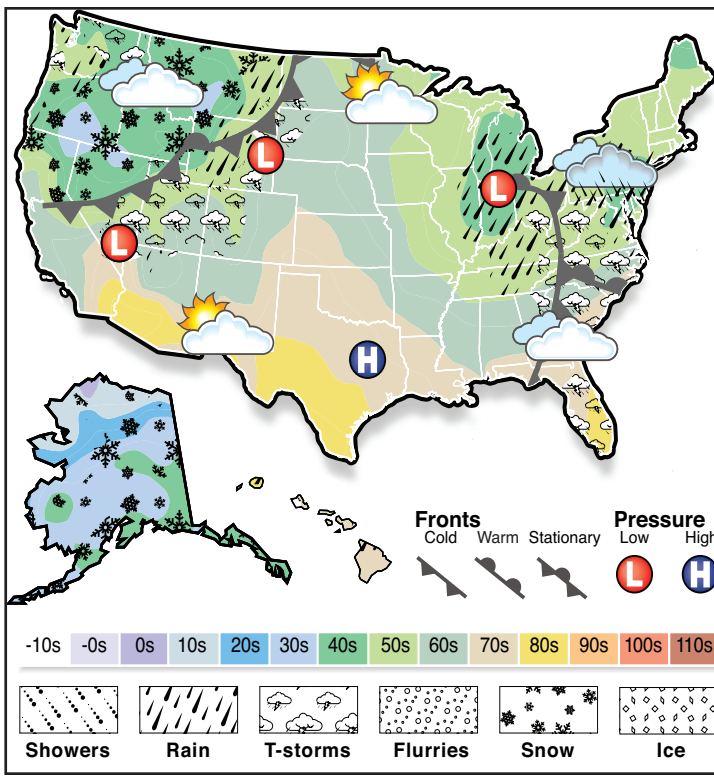 L
L
L
H
Fronts
Pressure
Cold Warm Stationary
Low High
L H
-10s -0s 0s 10s 20s 30s 40s 50s 60s 70s 80s 90s 100s 110s
Showers Rain T-storms Flurries Snow Ice